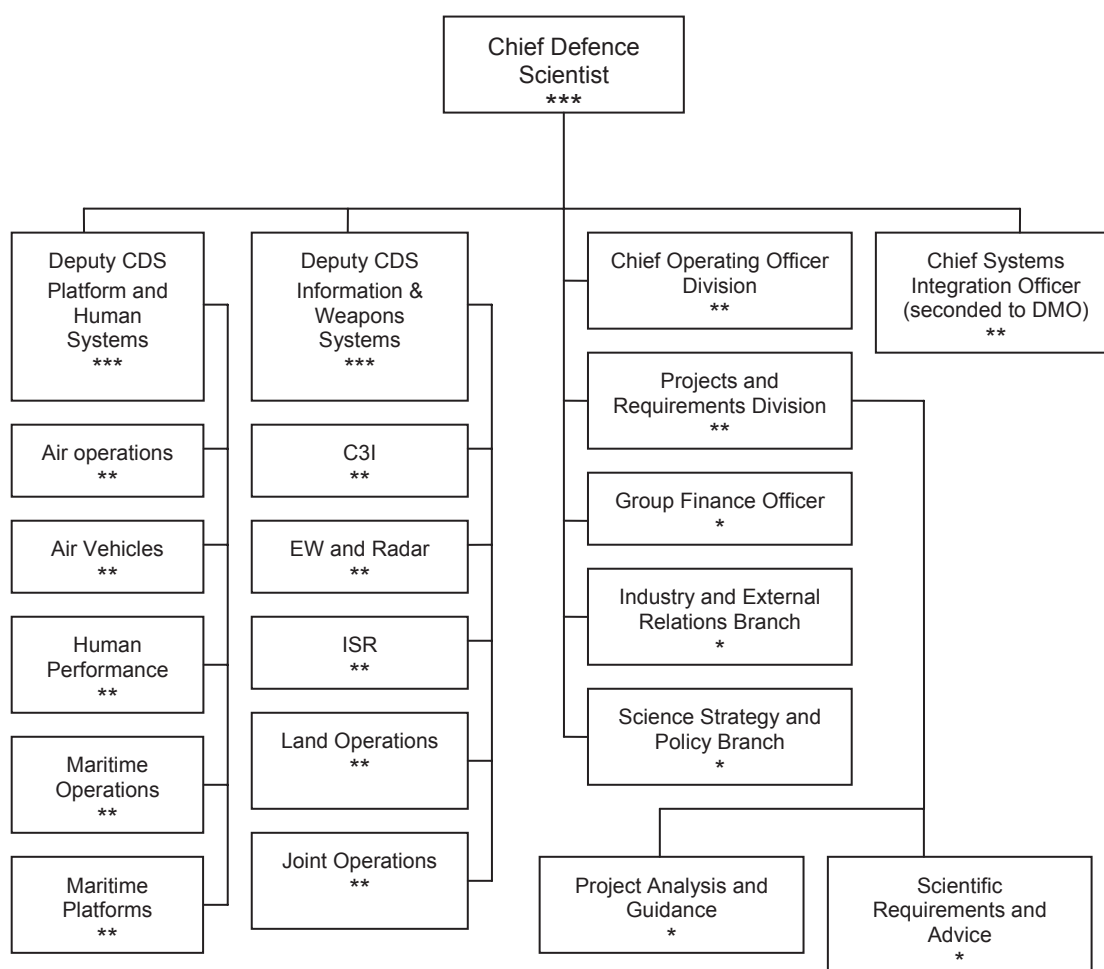 Chief Defence
Scientist
***
Deputy CDS
Platform and
Human
Systems
***
Air operations
**
Air Vehicles
**
Human
Performance
**
Maritime
Operations
**
Maritime
Platforms
**
Deputy CDS
Information &
Weapons
Systems
***
C3I
**
EW and Radar
**
ISR
**
Land Operations
**
Joint Operations
**
Chief Operating Officer
Division
**
Projects and
Requirements Division
**
Group Finance Officer
*
Industry and External
Relations Branch
*
Science Strategy and
Policy Branch
*
Chief Systems
Integration Officer
(seconded to DMO)
**
Project Analysis and
Guidance
*
Scientific
Requirements and
Advice
*